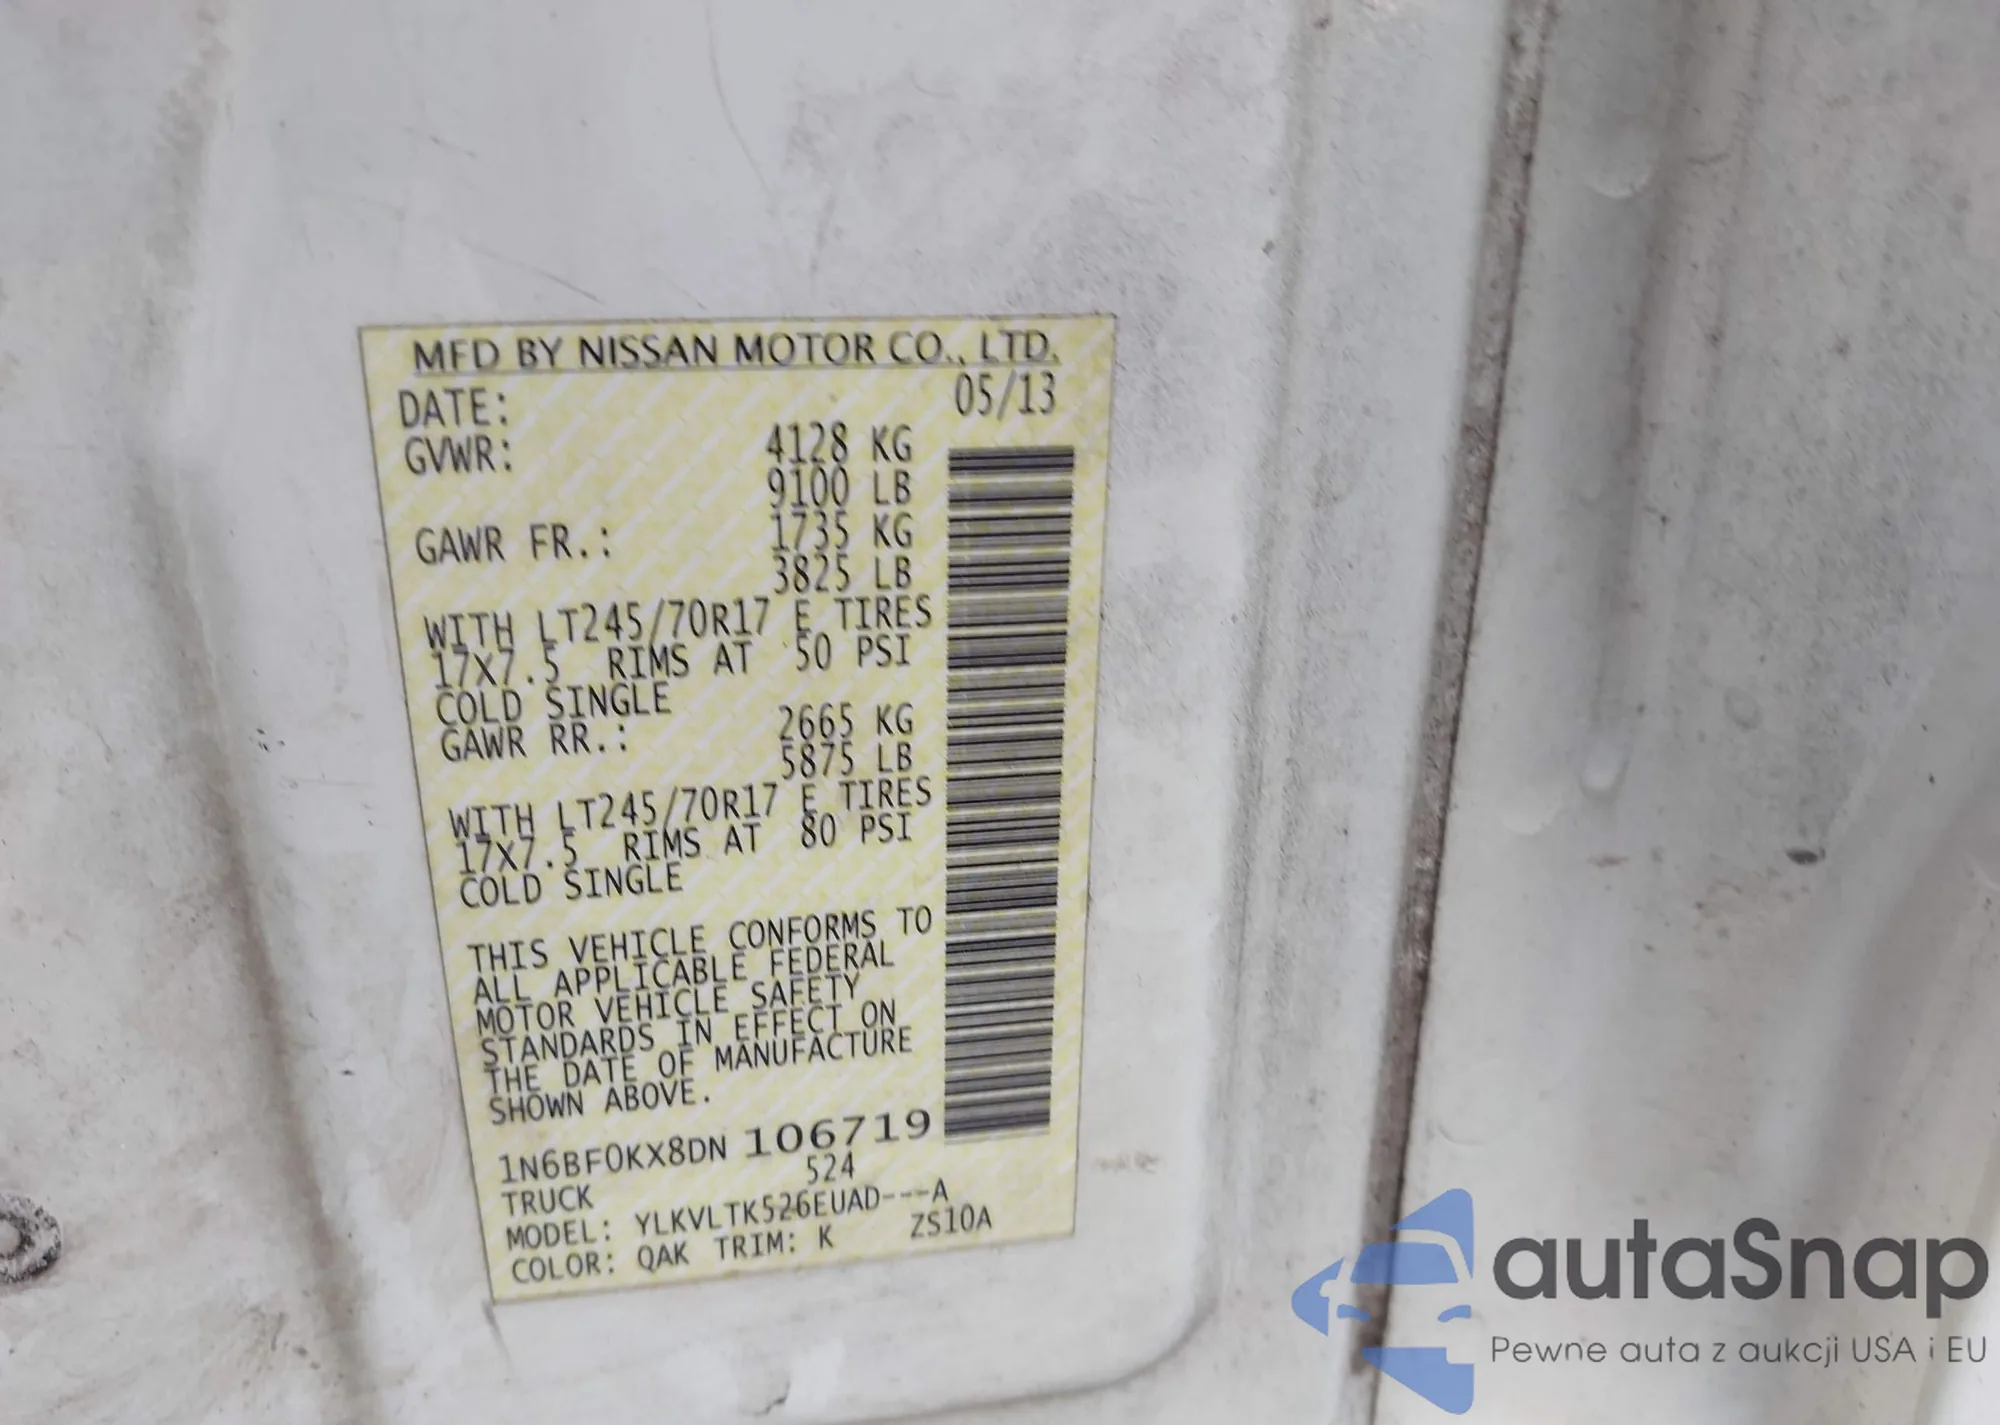 MFD BY NISSAN MOTOR CO., LTD.
DATE: 05/13
GVWR: 4128 KG
9100 LB
GAWR FR.: 1735 KG
3825 LB
WITH LT245/70R17 E TIRES
17X7.5 RIMS AT 50 PSI
COLD SINGLE
GAWR RR.: 2665 KG
5875 LB
WITH LT245/70R17 E TIRES
17X7.5 RIMS AT 80 PSI
COLD SINGLE
THIS VEHICLE CONFORMS TO
ALL APPLICABLE FEDERAL
MOTOR VEHICLE SAFETY
STANDARDS IN EFFECT ON
THE DATE OF MANUFACTURE
SHOWN ABOVE.
1N6BF0KX8DN 106719
TRUCK 524
MODEL: YLKVLTK526EUAD---A
COLOR: QAK TRIM: K ZS10A
autaSnap
Pewne auta z aukcji USA i EU